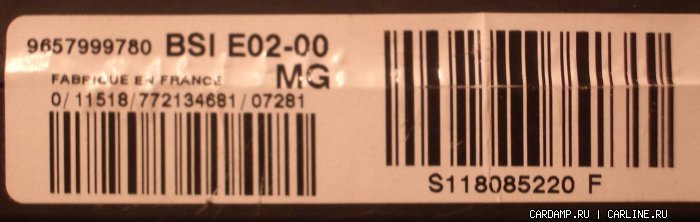 9657999780 BSI E02-00
MG
FABRIQUE EN FRANCE
0/11518/772134681/07281
S118085220 F
CARDAMP.RU | CARLINE.RU